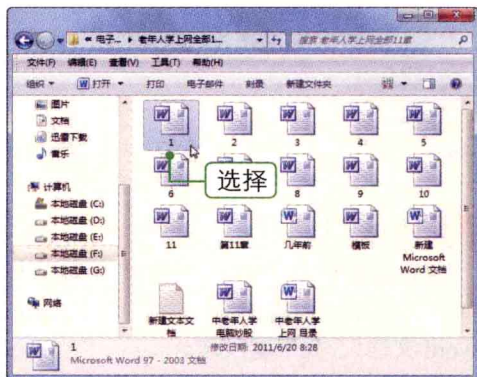 « 电子... ▸ 老年人学上网全部1... ▸
搜索 老年人学上网全部11章
文件(F) 编辑(E) 查看(V) 工具(T) 帮助(H)
组织 ▾ 打开 ▾ 打印 电子邮件 刻录 新建文件夹
图片
文档
迅雷下载
音乐
计算机
本地磁盘 (C:)
本地磁盘 (D:)
本地磁盘 (E:)
本地磁盘 (F:)
本地磁盘 (G:)
网络
1 2 3 4 5
6 8 9 10
选择
11 第11章 几年前 模板 新建 Microsoft Word 文档
新建文本文档 中老年人学电脑炒股 中老年人学上网 目录
1 修改日期: 2011/6/20 8:28
Microsoft Word 97 - 2003 文档